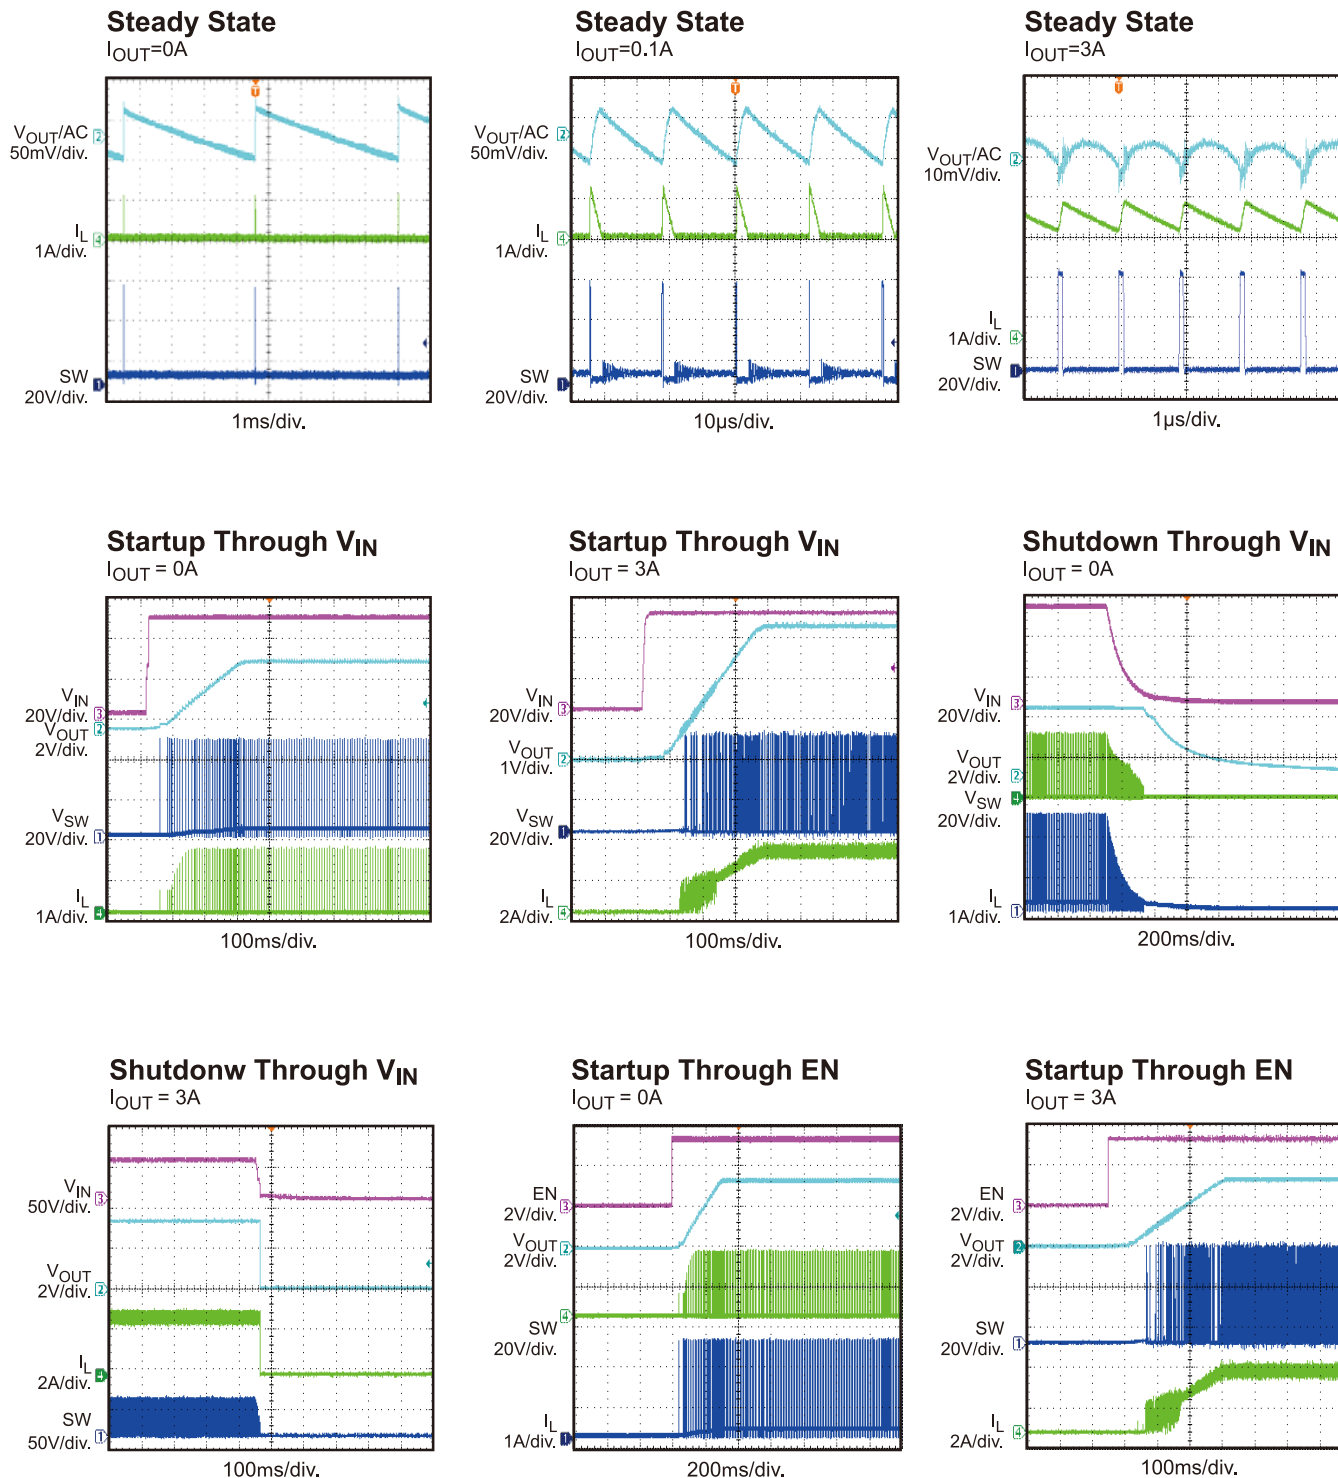 Steady State
IOUT=0A
VOUT/AC
50mV/div.
IL
1A/div.
SW
20V/div.
1ms/div.
Steady State
IOUT=0.1A
VOUT/AC
50mV/div.
IL
1A/div.
SW
20V/div.
10µs/div.
Steady State
IOUT=3A
VOUT/AC
10mV/div.
IL
1A/div.
SW
20V/div.
1µs/div.
Startup Through VIN
IOUT = 0A
VIN
20V/div.
VOUT
2V/div.
VSW
20V/div.
IL
1A/div.
100ms/div.
Startup Through VIN
IOUT = 3A
VIN
20V/div.
VOUT
1V/div.
VSW
20V/div.
IL
2A/div.
100ms/div.
Shutdown Through VIN
IOUT = 0A
VIN
20V/div.
VOUT
2V/div.
VSW
20V/div.
IL
1A/div.
200ms/div.
Shutdonw Through VIN
IOUT = 3A
VIN
50V/div.
VOUT
2V/div.
IL
2A/div.
SW
50V/div.
100ms/div.
Startup Through EN
IOUT = 0A
EN
2V/div.
VOUT
2V/div.
SW
20V/div.
IL
1A/div.
200ms/div.
Startup Through EN
IOUT = 3A
EN
2V/div.
VOUT
2V/div.
SW
20V/div.
IL
2A/div.
100ms/div.